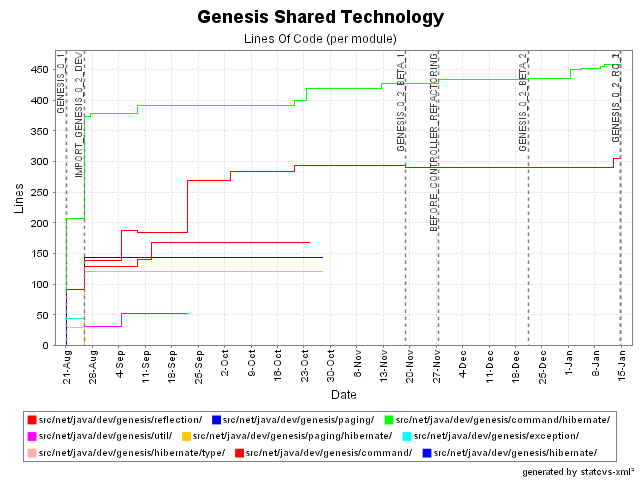 Genesis Shared Technology
Lines Of Code (per module)
GENESIS_0_1
IMPORT_GENESIS_0_2_DEV
GENESIS_0_2_BETA_1
BEFORE_CONTROLLER_REFACTORING
GENESIS_0_2_BETA_2
Lines
450
400
350
300
250
200
150
100
50
0
21-Aug 28-Aug 4-Sep 11-Sep 18-Sep 25-Sep 2-Oct 9-Oct 16-Oct 23-Oct 30-Oct 6-Nov 13-Nov 20-Nov 27-Nov 4-Dec 11-Dec 18-Dec 25-Dec 1-Jan 8-Jan 15-Jan
Date
src/net/java/dev/genesis/reflection/ src/net/java/dev/genesis/paging/ src/net/java/dev/genesis/command/hibernate/
src/net/java/dev/genesis/util/ src/net/java/dev/genesis/paging/hibernate/ src/net/java/dev/genesis/exception/
src/net/java/dev/genesis/hibernate/type/ src/net/java/dev/genesis/command/ src/net/java/dev/genesis/hibernate/
generated by statcvs-xml²